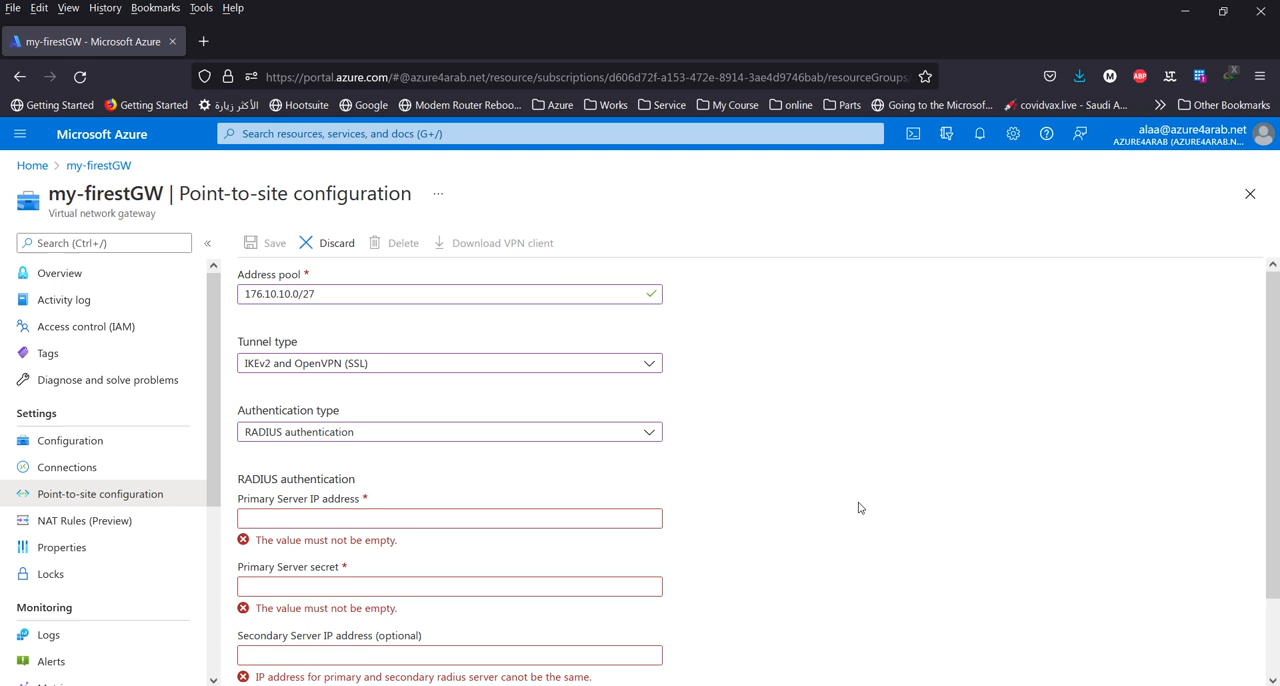 File Edit View History Bookmarks Tools Help
my-firestGW - Microsoft Azure
https://portal.azure.com/#@azure4arab.net/resource/subscriptions/d606d72f-a153-472e-8914-3ae4d9746bab/resourceGroups/
Getting Started Getting Started الأكثر زيارة Hootsuite Google Modem Router Reboo... Azure Works Service My Course online Parts Going to the Microsof... covidvax.live - Saudi A... Other Bookmarks
Microsoft Azure
Search resources, services, and docs (G+/)
alaa@azure4arab.net
AZURE4ARAB (AZURE4ARAB.N...
Home > my-firestGW
my-firestGW | Point-to-site configuration ...
Virtual network gateway
Search (Ctrl+/)
Overview
Activity log
Access control (IAM)
Tags
Diagnose and solve problems
Settings
Configuration
Connections
Point-to-site configuration
NAT Rules (Preview)
Properties
Locks
Monitoring
Logs
Alerts
Save Discard Delete Download VPN client
Address pool *
176.10.10.0/27
Tunnel type
IKEv2 and OpenVPN (SSL)
Authentication type
RADIUS authentication
RADIUS authentication
Primary Server IP address *
The value must not be empty.
Primary Server secret *
The value must not be empty.
Secondary Server IP address (optional)
IP address for primary and secondary radius server canot be the same.